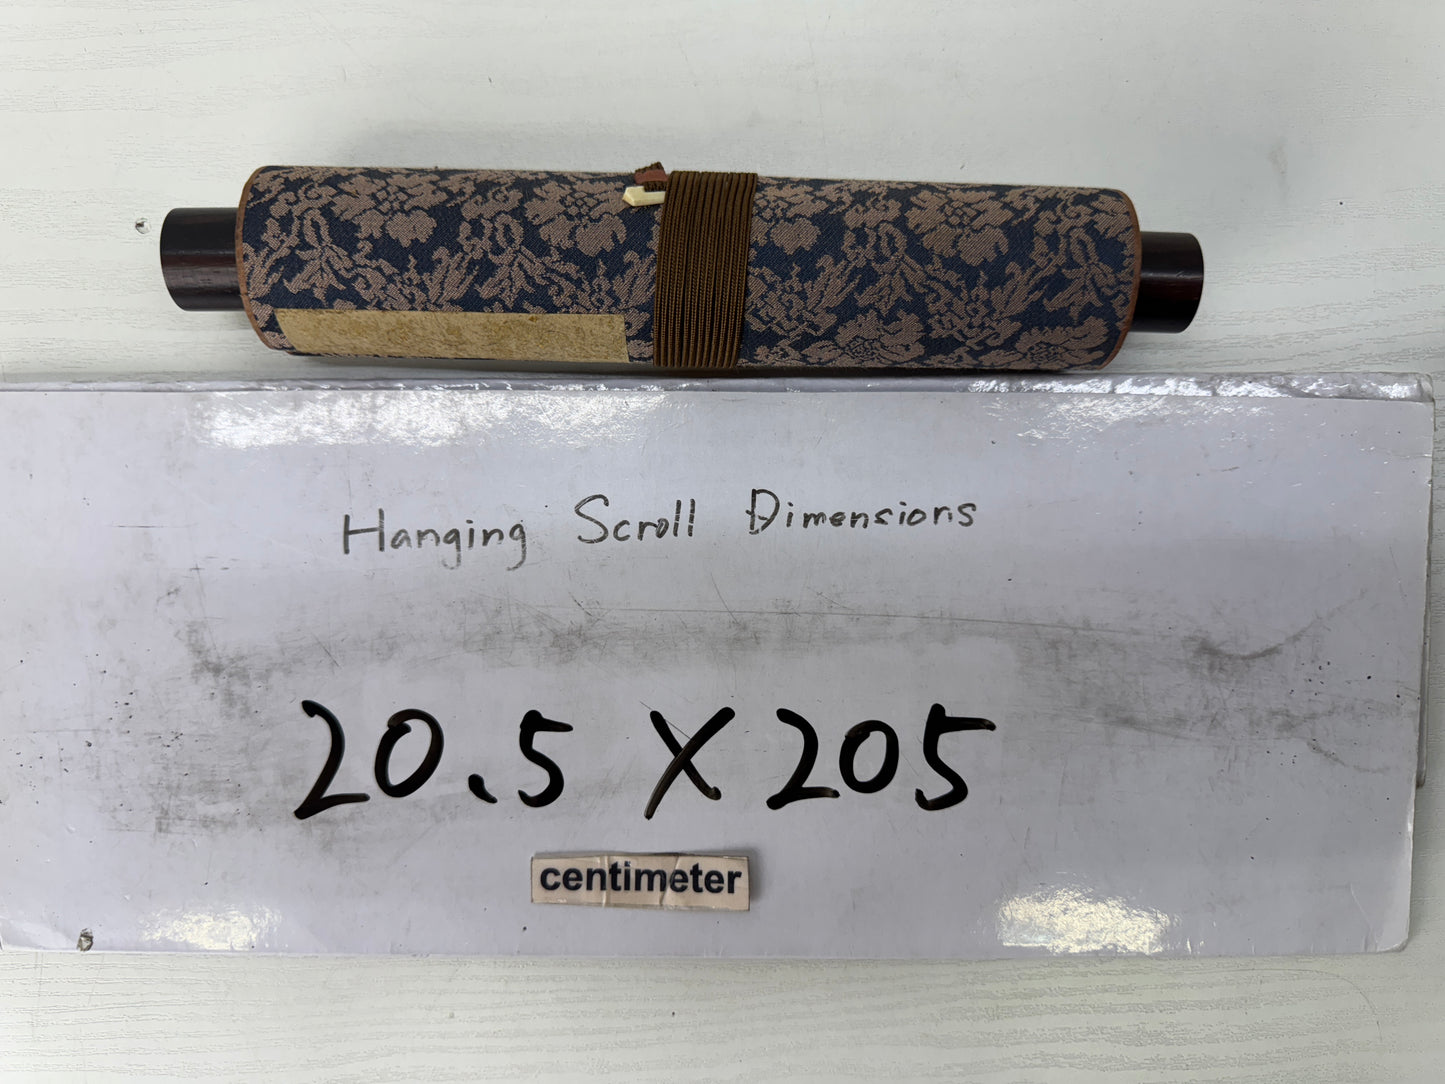 Hanging Scroll Dimensions
20.5 X 205
centimeter